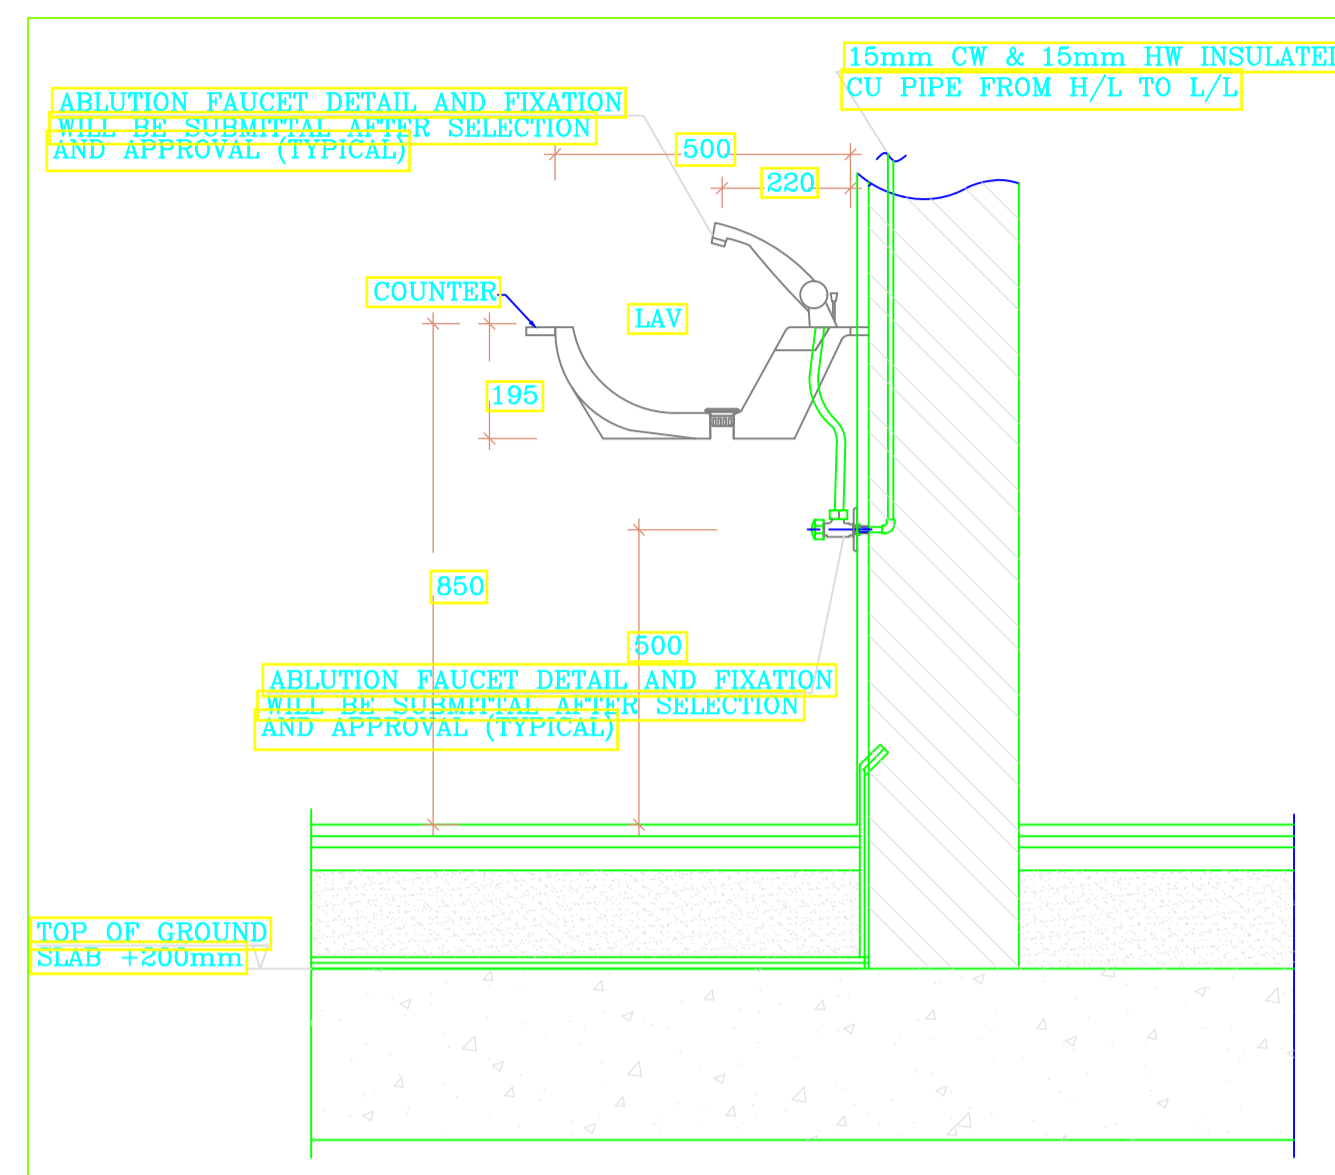 15mm CW & 15mm HW INSULATED
CU PIPE FROM H/L TO L/L
ABLUTION FAUCET DETAIL AND FIXATION
WILL BE SUBMITTAL AFTER SELECTION
AND APPROVAL (TYPICAL)
500
220
COUNTER
LAV
195
850
500
ABLUTION FAUCET DETAIL AND FIXATION
WILL BE SUBMITTAL AFTER SELECTION
AND APPROVAL (TYPICAL)
TOP OF GROUND
SLAB +200mm